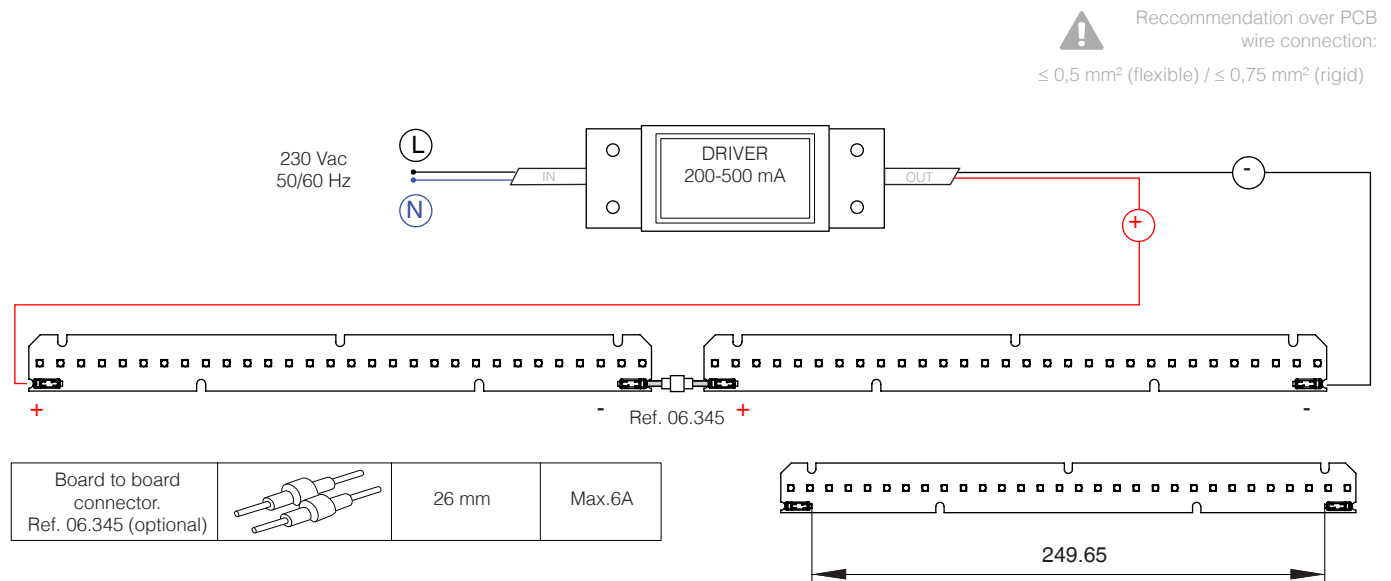 Reccommendation over PCB
wire connection:
≤ 0,5 mm² (flexible) / ≤ 0,75 mm² (rigid)
230 Vac
50/60 Hz
L
N
IN
DRIVER
200-500 mA
OUT
-
+
+
-
Ref. 06.345
+
-
Board to board
connector.
Ref. 06.345 (optional)
26 mm
Max.6A
249.65